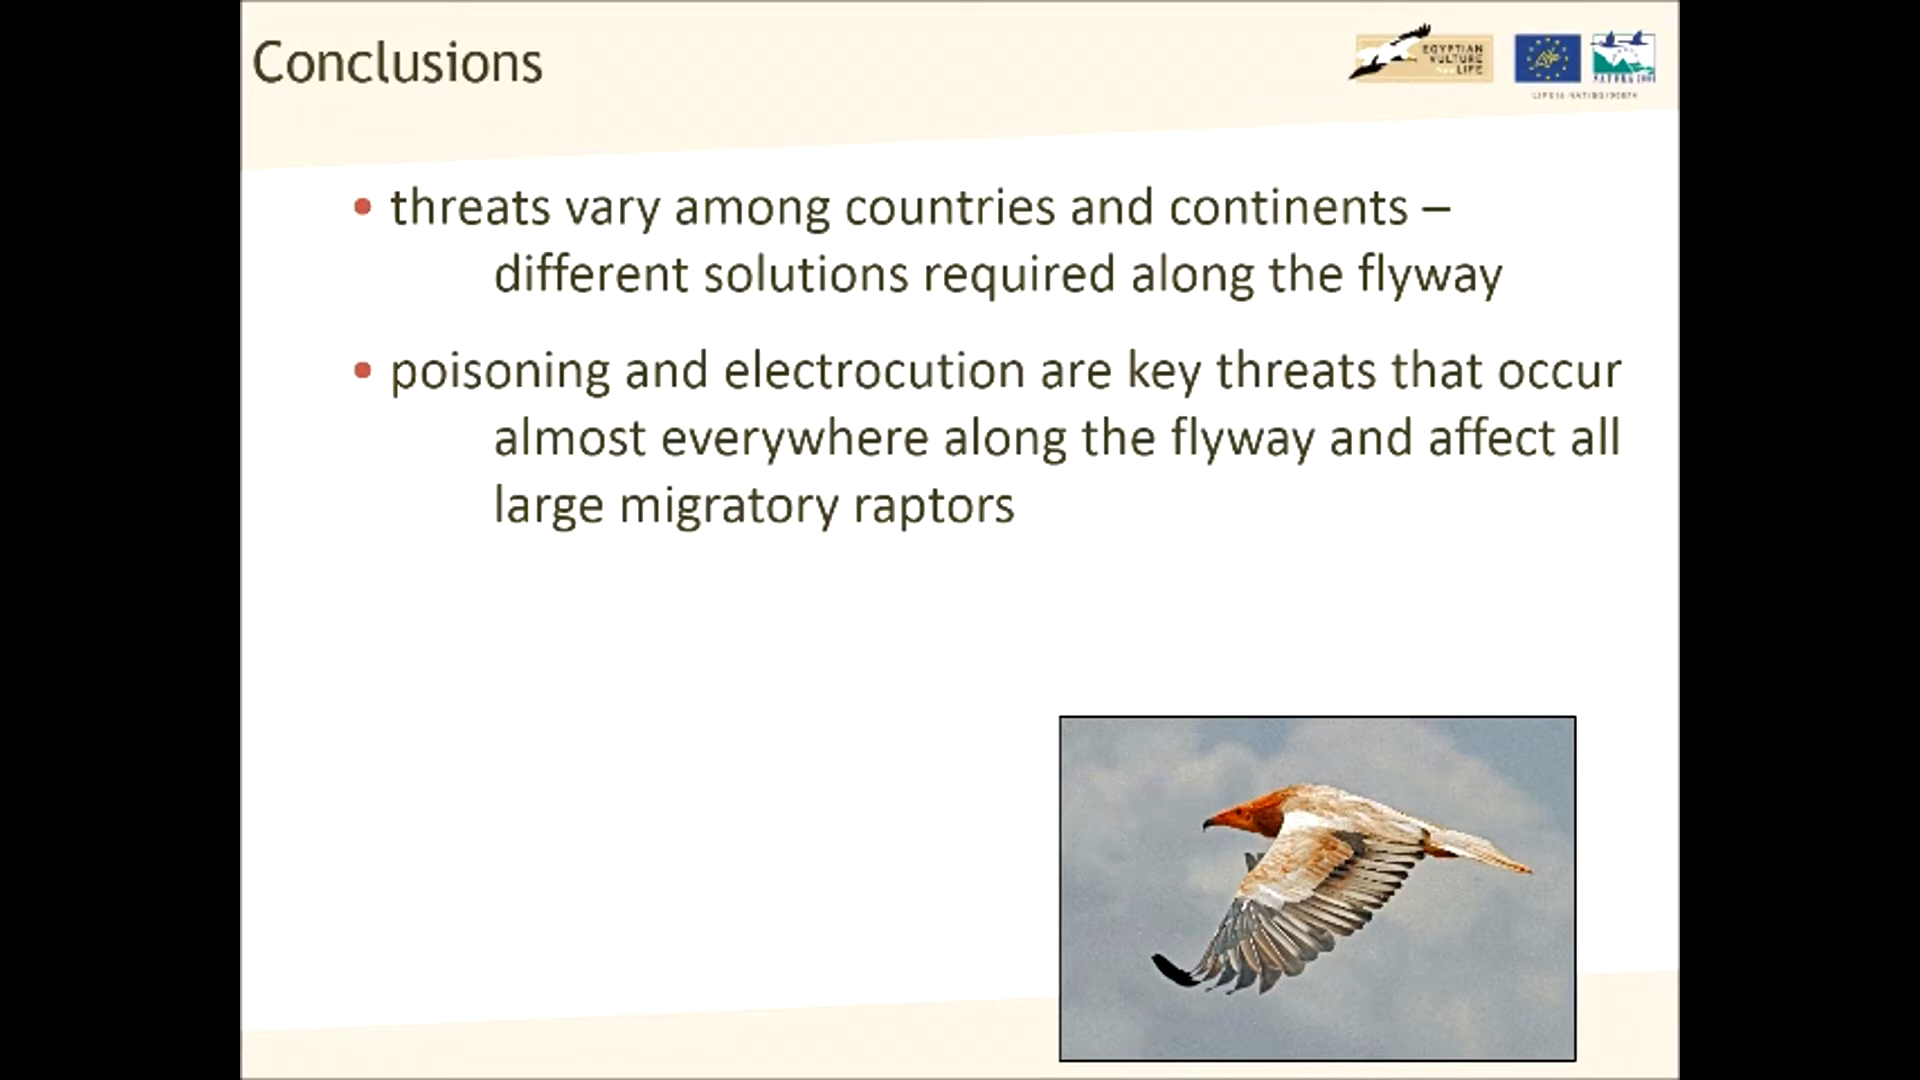 Conclusions
EGYPTIAN
VULTURE
LIFE
• threats vary among countries and continents –
different solutions required along the flyway
• poisoning and electrocution are key threats that occur
almost everywhere along the flyway and affect all
large migratory raptors